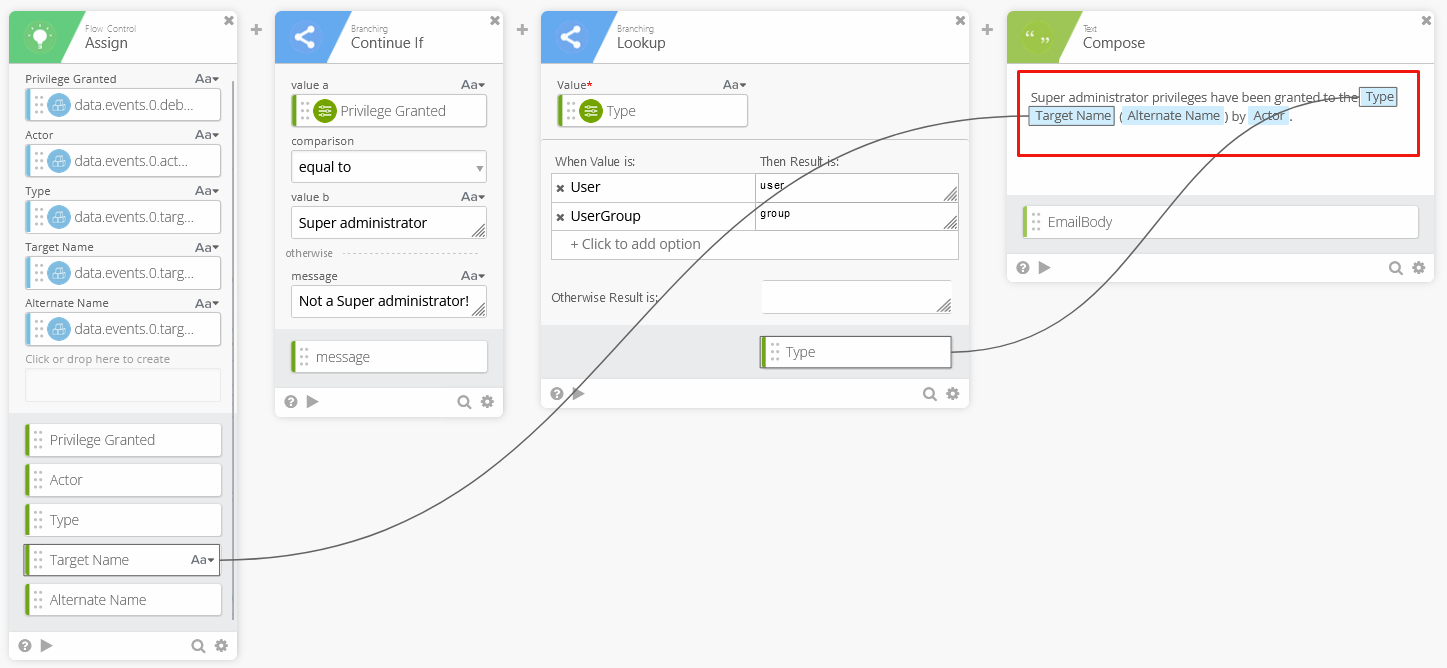 Flow Control
Assign
Privilege Granted Aa
data.events.0.deb...
Actor Aa
data.events.0.act...
Type Aa
data.events.0.targ...
Target Name Aa
data.events.0.targ...
Alternate Name Aa
data.events.0.targ...
Click or drop here to create
Privilege Granted
Actor
Type
Target Name Aa
Alternate Name
Branching
Continue If
value a Aa
Privilege Granted
comparison
equal to
value b Aa
Super administrator
otherwise
message Aa
Not a Super administrator!
message
Branching
Lookup
Value* Aa
Type
When Value is: Then Result is:
User user
UserGroup group
+ Click to add option
Otherwise Result is:
Type
Text
Compose
Super administrator privileges have been granted to the Type
Target Name ( Alternate Name ) by Actor .
EmailBody